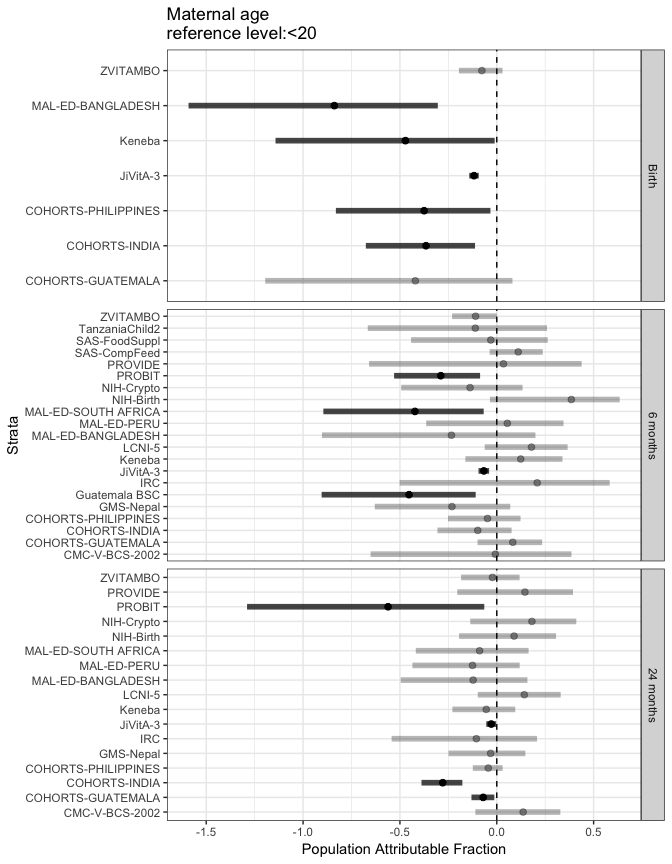 Maternal age
reference level:<20
Strata
ZVITAMBO
MAL-ED-BANGLADESH
Keneba
JiVitA-3
COHORTS-PHILIPPINES
COHORTS-INDIA
COHORTS-GUATEMALA
Birth
ZVITAMBO
TanzaniaChild2
SAS-FoodSuppl
SAS-CompFeed
PROVIDE
PROBIT
NIH-Crypto
NIH-Birth
MAL-ED-SOUTH AFRICA
MAL-ED-PERU
MAL-ED-BANGLADESH
LCNI-5
Keneba
JiVitA-3
IRC
Guatemala BSC
GMS-Nepal
COHORTS-PHILIPPINES
COHORTS-INDIA
COHORTS-GUATEMALA
CMC-V-BCS-2002
6 months
ZVITAMBO
PROVIDE
PROBIT
NIH-Crypto
NIH-Birth
MAL-ED-SOUTH AFRICA
MAL-ED-PERU
MAL-ED-BANGLADESH
LCNI-5
Keneba
JiVitA-3
IRC
GMS-Nepal
COHORTS-PHILIPPINES
COHORTS-INDIA
COHORTS-GUATEMALA
CMC-V-BCS-2002
24 months
-1.5 -1.0 -0.5 0.0 0.5
Population Attributable Fraction